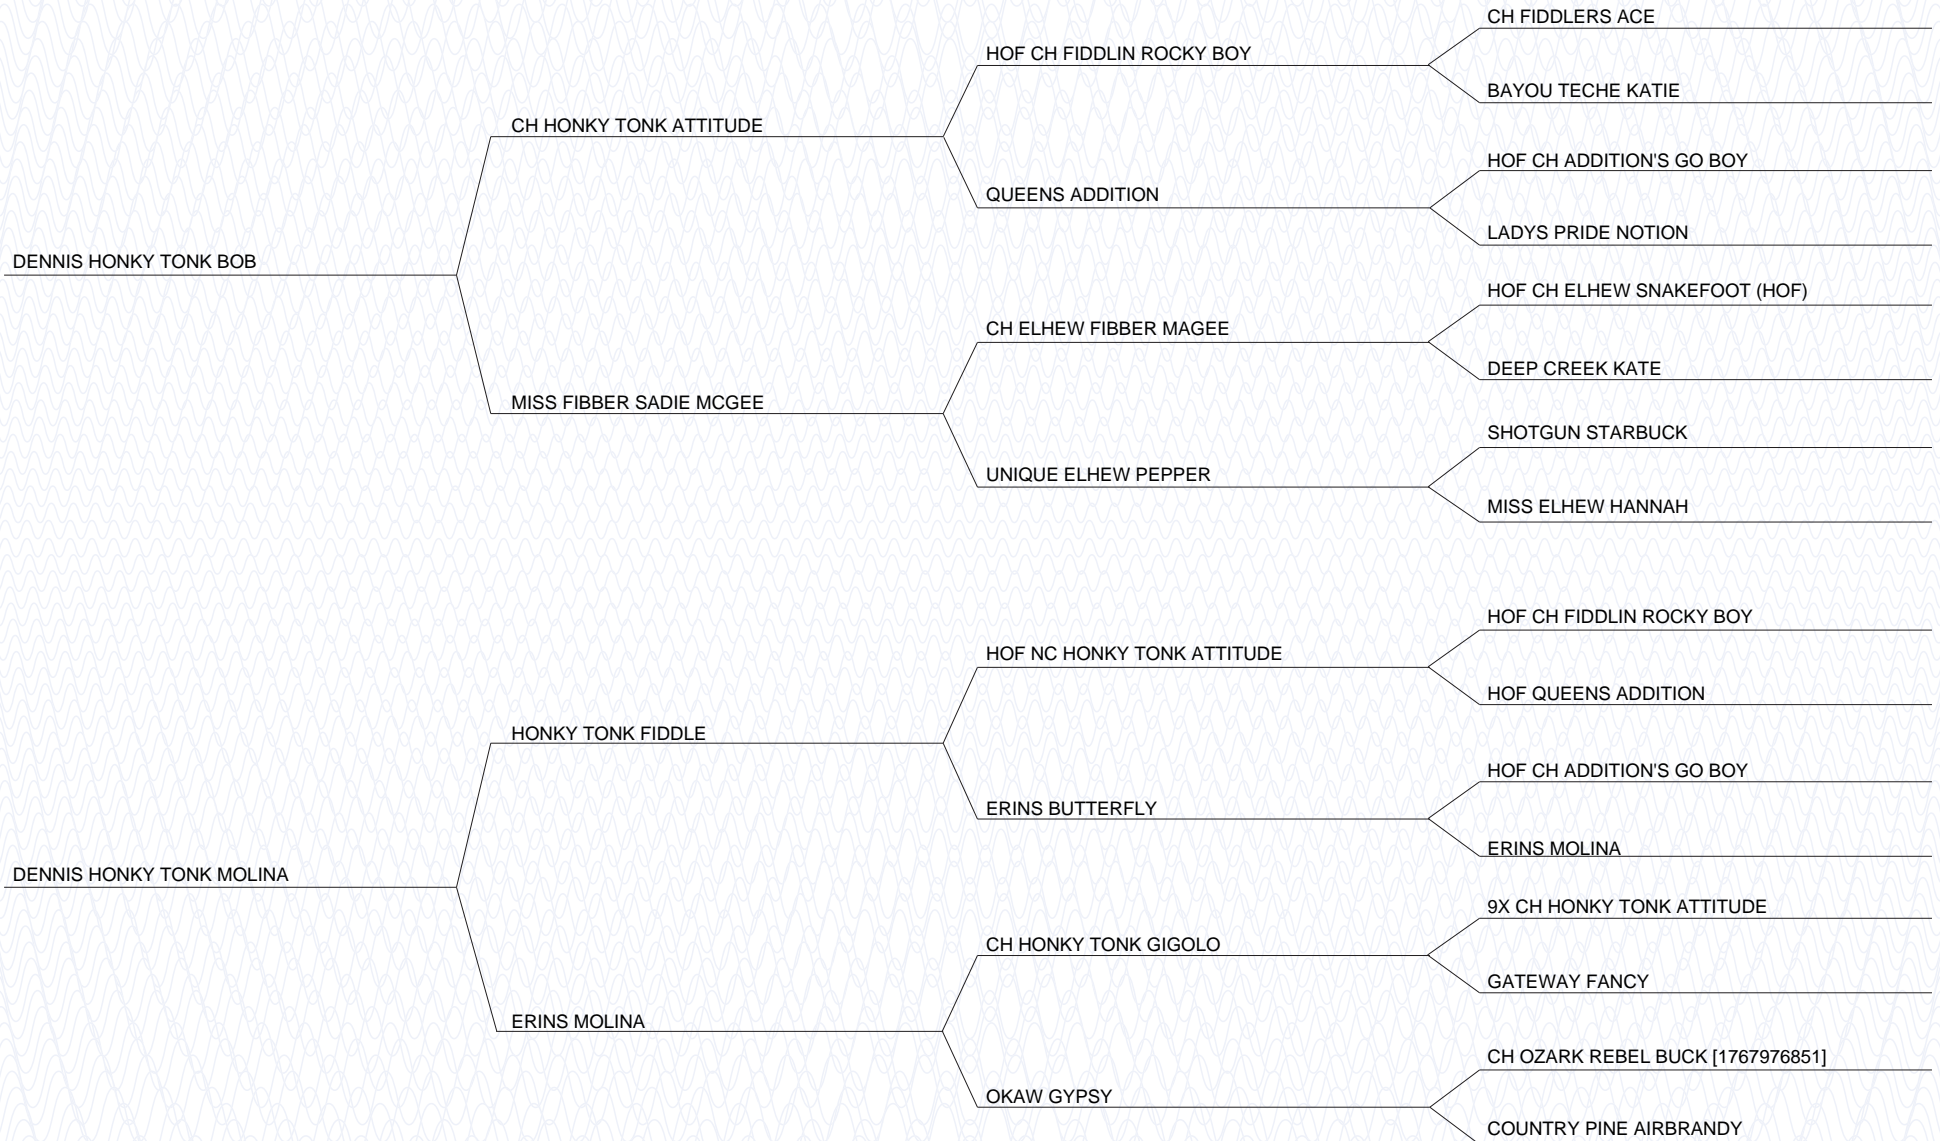 CH FIDDLERS ACE
HOF CH FIDDLIN ROCKY BOY
BAYOU TECHE KATIE
CH HONKY TONK ATTITUDE
HOF CH ADDITION'S GO BOY
QUEENS ADDITION
LADYS PRIDE NOTION
DENNIS HONKY TONK BOB
HOF CH ELHEW SNAKEFOOT (HOF)
CH ELHEW FIBBER MAGEE
DEEP CREEK KATE
MISS FIBBER SADIE MCGEE
SHOTGUN STARBUCK
UNIQUE ELHEW PEPPER
MISS ELHEW HANNAH
HOF CH FIDDLIN ROCKY BOY
HOF NC HONKY TONK ATTITUDE
HOF QUEENS ADDITION
HONKY TONK FIDDLE
HOF CH ADDITION'S GO BOY
ERINS BUTTERFLY
ERINS MOLINA
DENNIS HONKY TONK MOLINA
9X CH HONKY TONK ATTITUDE
CH HONKY TONK GIGOLO
GATEWAY FANCY
ERINS MOLINA
CH OZARK REBEL BUCK [1767976851]
OKAW GYPSY
COUNTRY PINE AIRBRANDY